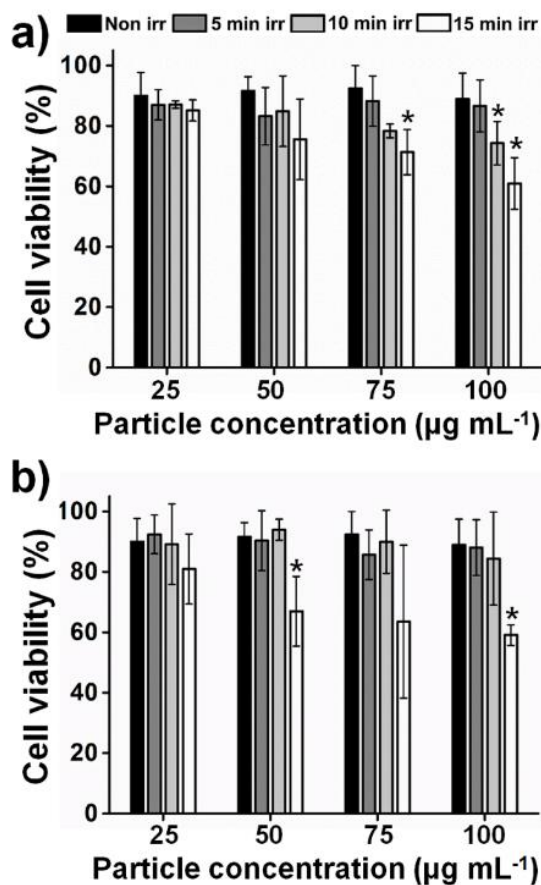 a)
Non irr 5 min irr 10 min irr 15 min irr
100
80
60
40
20
0
Cell viability (%)
* * *
25 50 75 100
Particle concentration (µg mL-1)
b)
100
80
60
40
20
0
Cell viability (%)
* *
25 50 75 100
Particle concentration (µg mL-1)